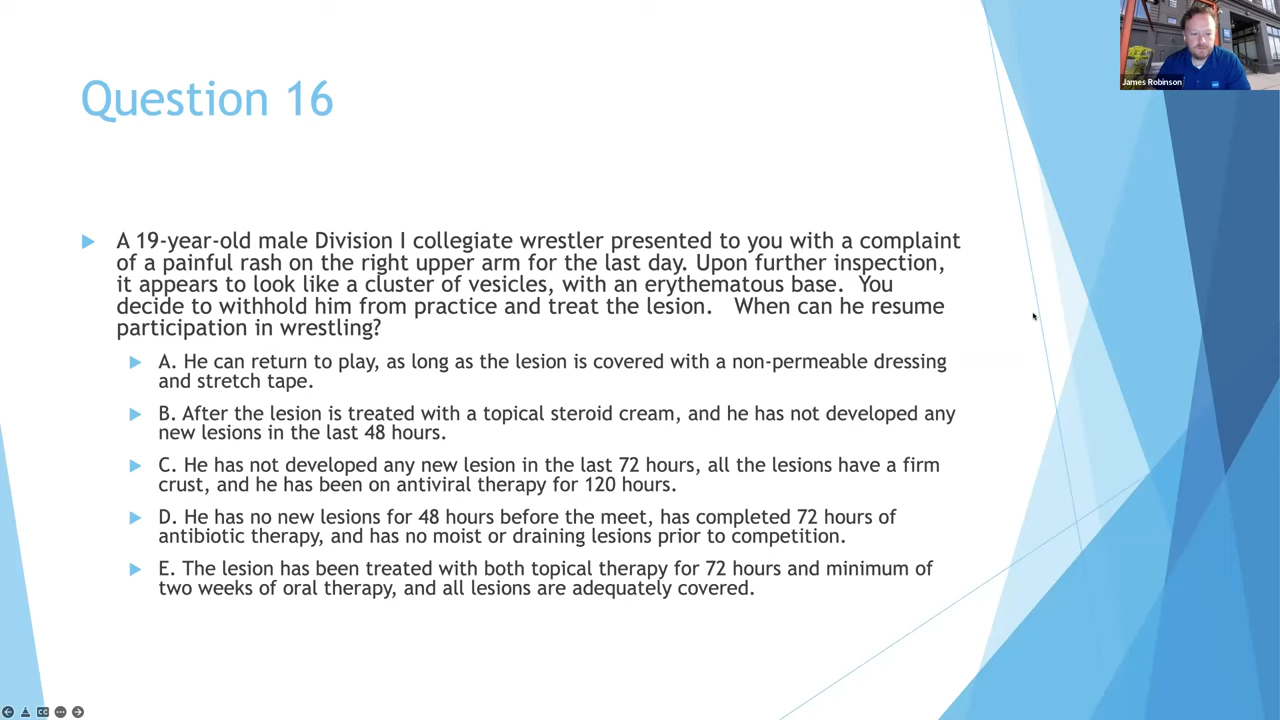 James Robinson
Question 16
A 19-year-old male Division I collegiate wrestler presented to you with a complaint
of a painful rash on the right upper arm for the last day. Upon further inspection,
it appears to look like a cluster of vesicles, with an erythematous base. You
decide to withhold him from practice and treat the lesion. When can he resume
participation in wrestling?
A. He can return to play, as long as the lesion is covered with a non-permeable dressing
and stretch tape.
B. After the lesion is treated with a topical steroid cream, and he has not developed any
new lesions in the last 48 hours.
C. He has not developed any new lesion in the last 72 hours, all the lesions have a firm
crust, and he has been on antiviral therapy for 120 hours.
D. He has no new lesions for 48 hours before the meet, has completed 72 hours of
antibiotic therapy, and has no moist or draining lesions prior to competition.
E. The lesion has been treated with both topical therapy for 72 hours and minimum of
two weeks of oral therapy, and all lesions are adequately covered.
CC